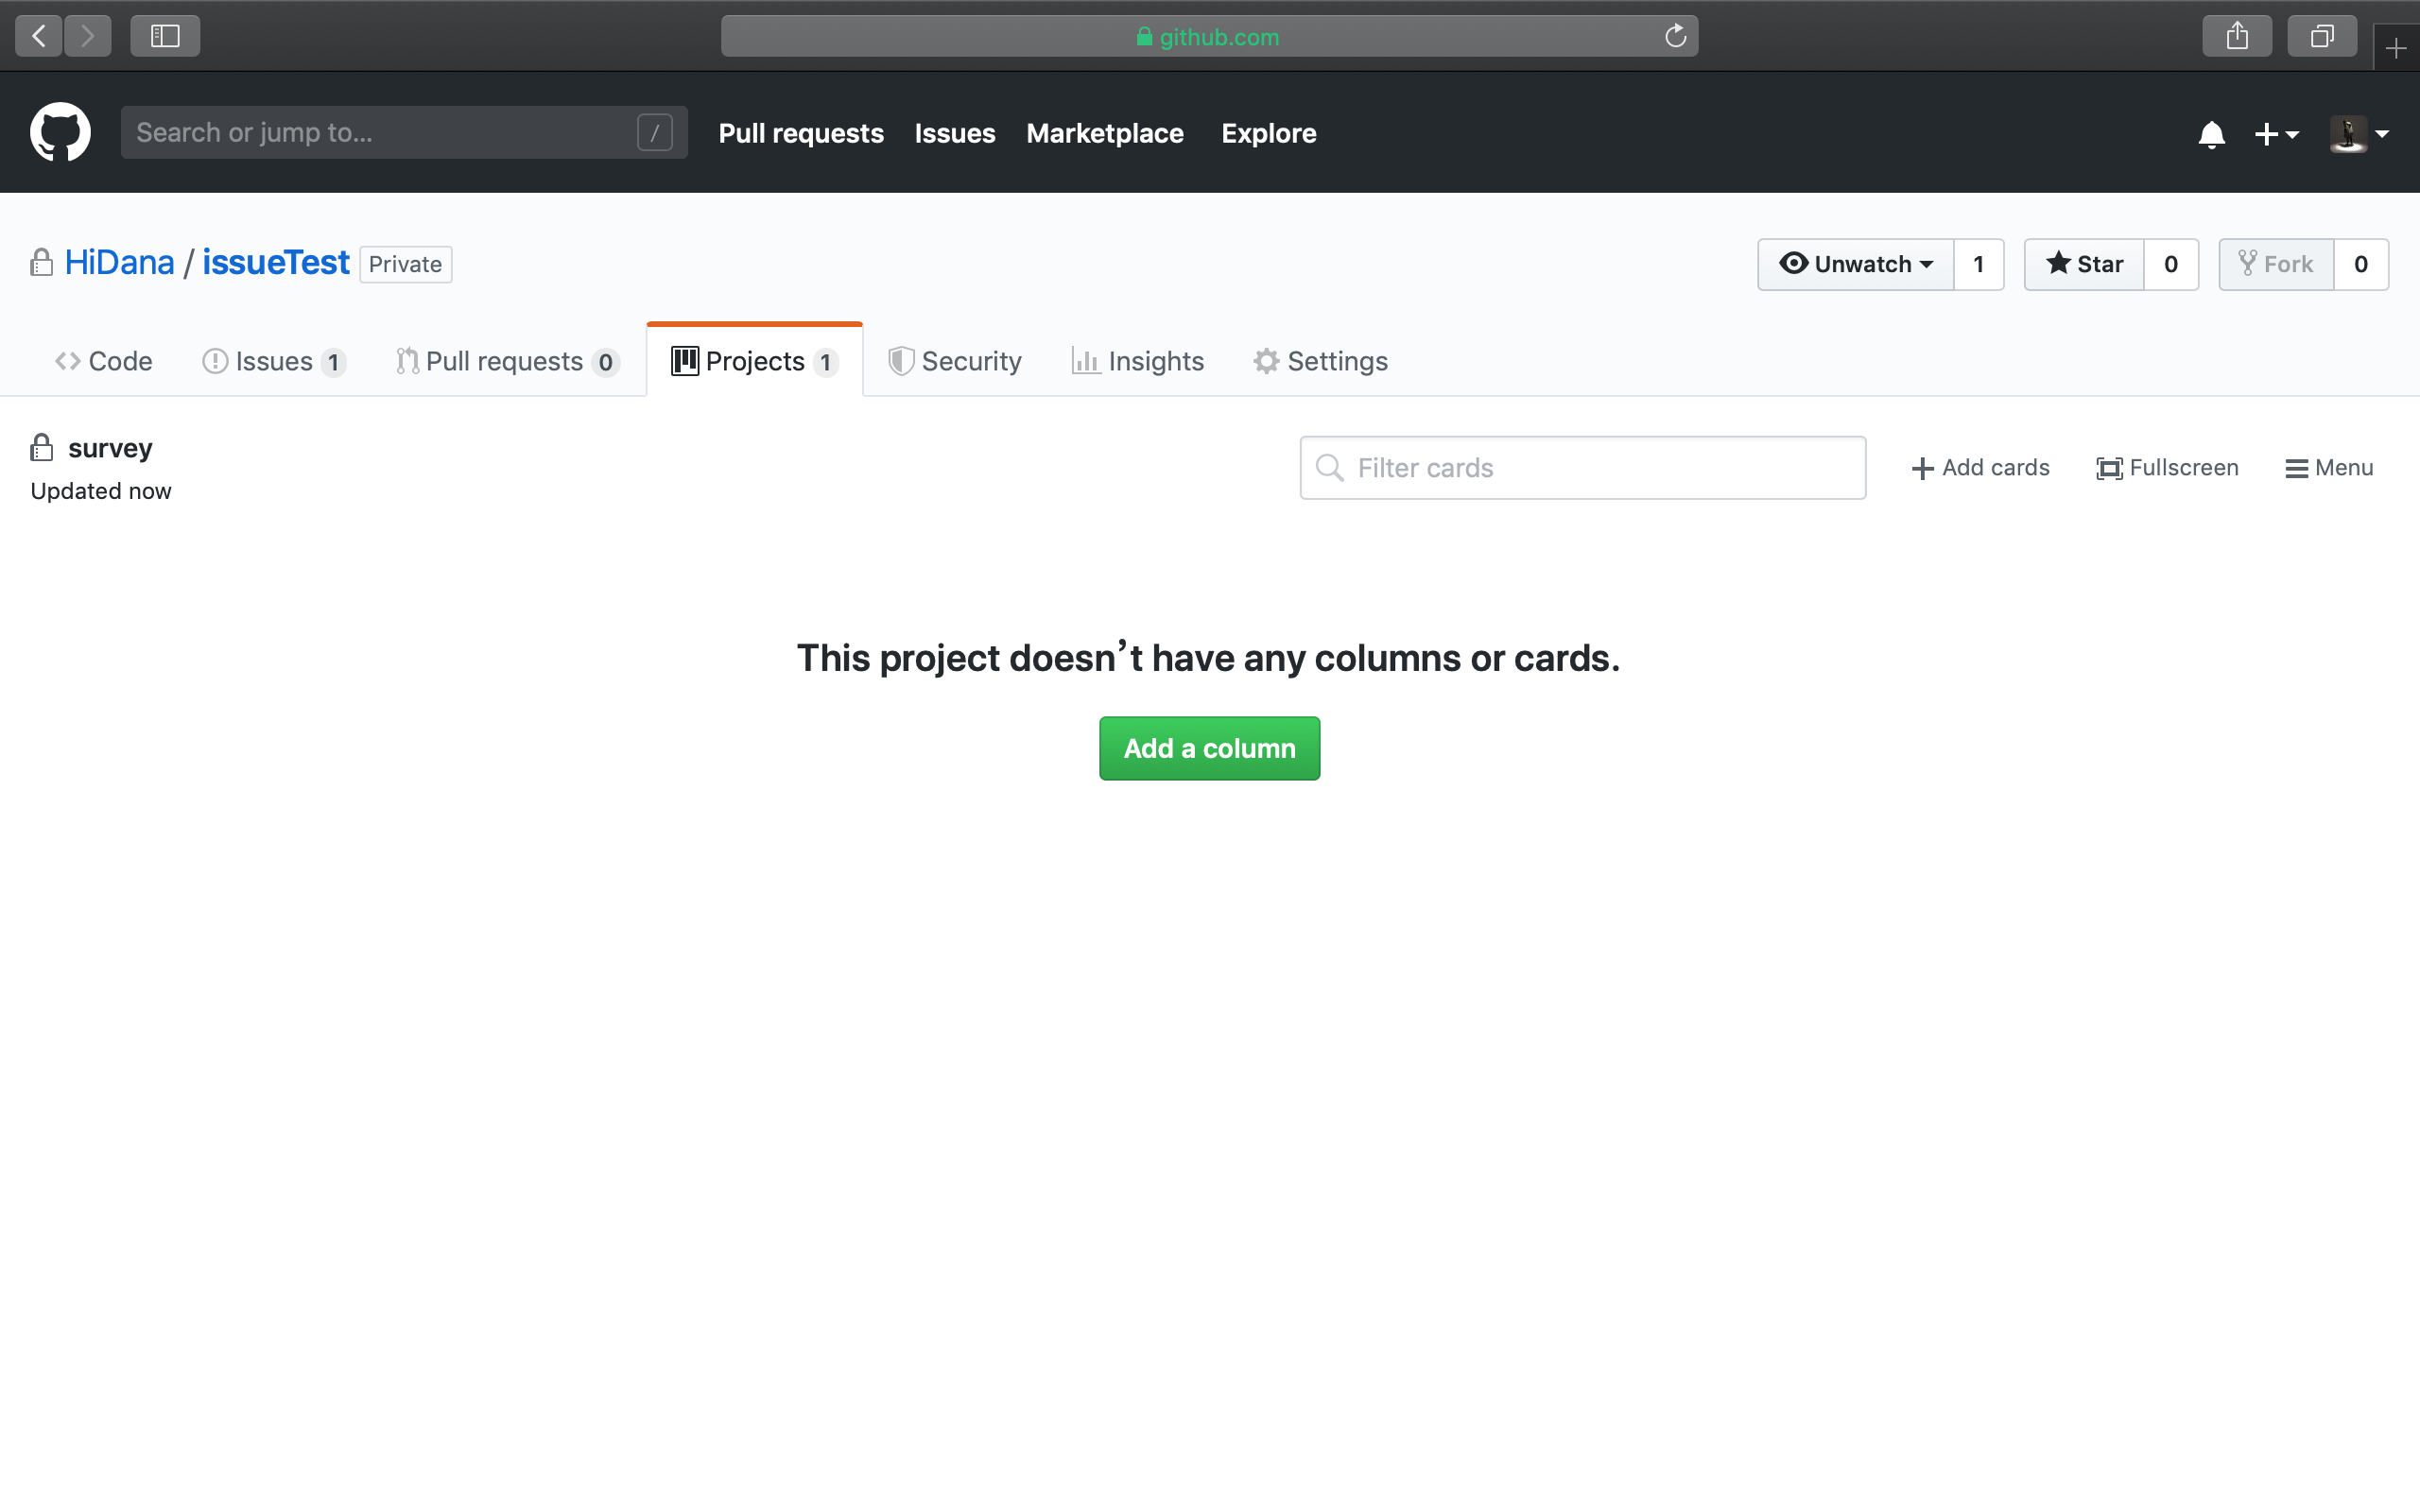 github.com
Search or jump to... / Pull requests Issues Marketplace Explore
HiDana / issueTest Private Unwatch 1 Star 0 Fork 0
Code Issues 1 Pull requests 0 Projects 1 Security Insights Settings
survey
Updated now
Filter cards Add cards Fullscreen Menu
This project doesn’t have any columns or cards.
Add a column